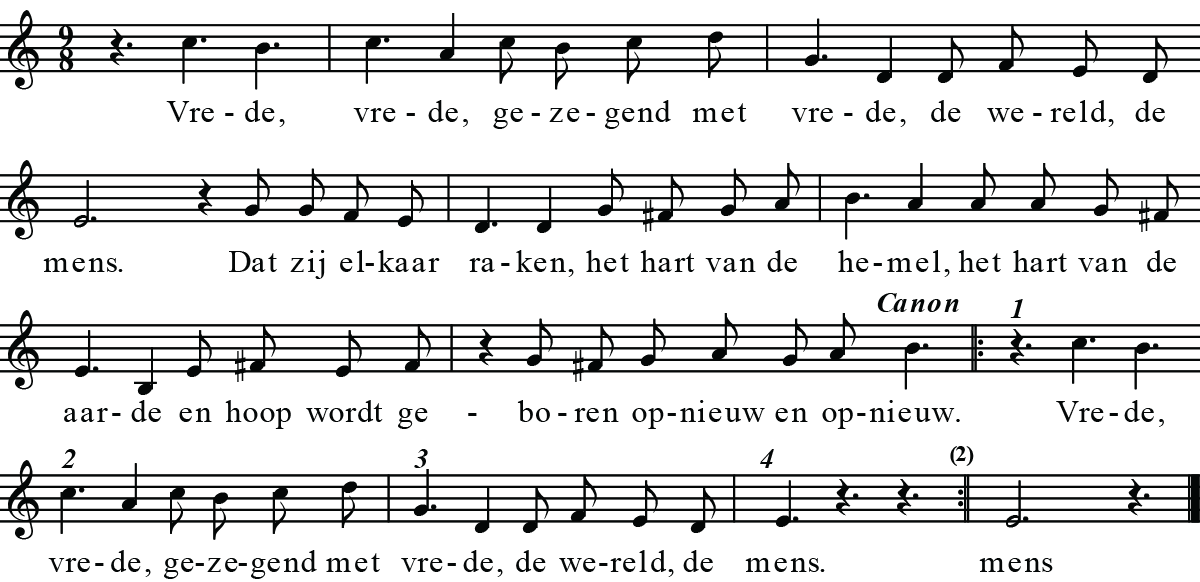 9
8
Vre - de, vre - de, ge - ze - gend met vre - de, de we - reld, de
mens. Dat zij el-kaar ra - ken, het hart van de he-mel, het hart van de
Canon 1
aar- de en hoop wordt ge - bo - ren op-nieuw en op-nieuw. Vre-de,
2 3 4 (2)
vre- de, ge-ze-gend met vre - de, de we-reld, de mens. mens